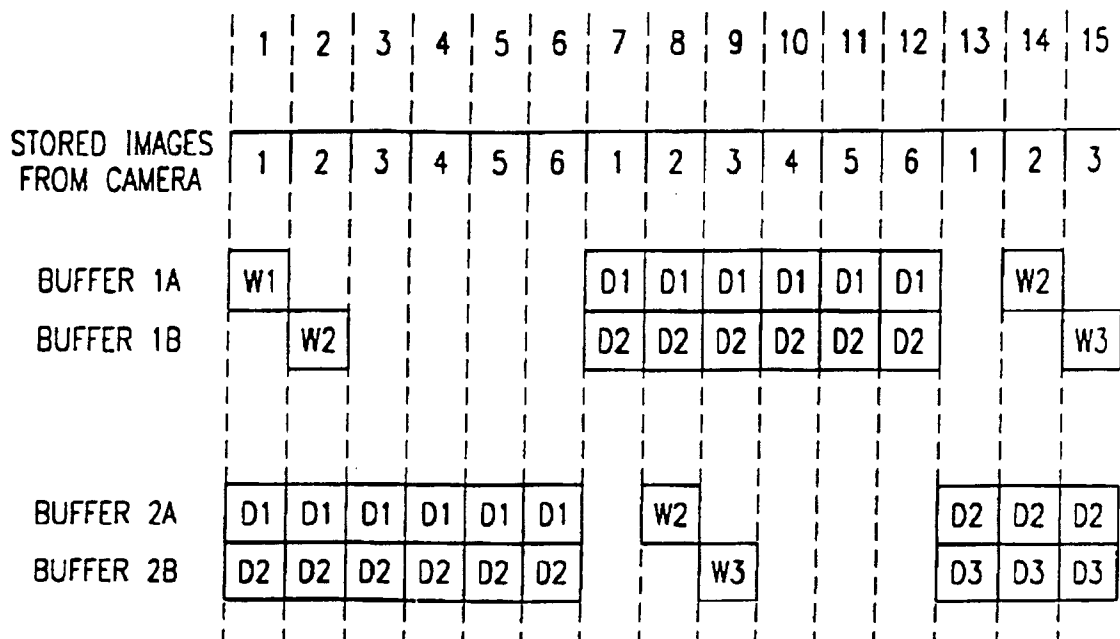 1 2 3 4 5 6 7 8 9 10 11 12 13 14 15
STORED IMAGES
FROM CAMERA
1 2 3 4 5 6 1 2 3 4 5 6 1 2 3
BUFFER 1A W1 D1 D1 D1 D1 D1 D1 W2
BUFFER 1B W2 D2 D2 D2 D2 D2 D2 W3
BUFFER 2A D1 D1 D1 D1 D1 D1 W2 D2 D2 D2
BUFFER 2B D2 D2 D2 D2 D2 D2 W3 D3 D3 D3